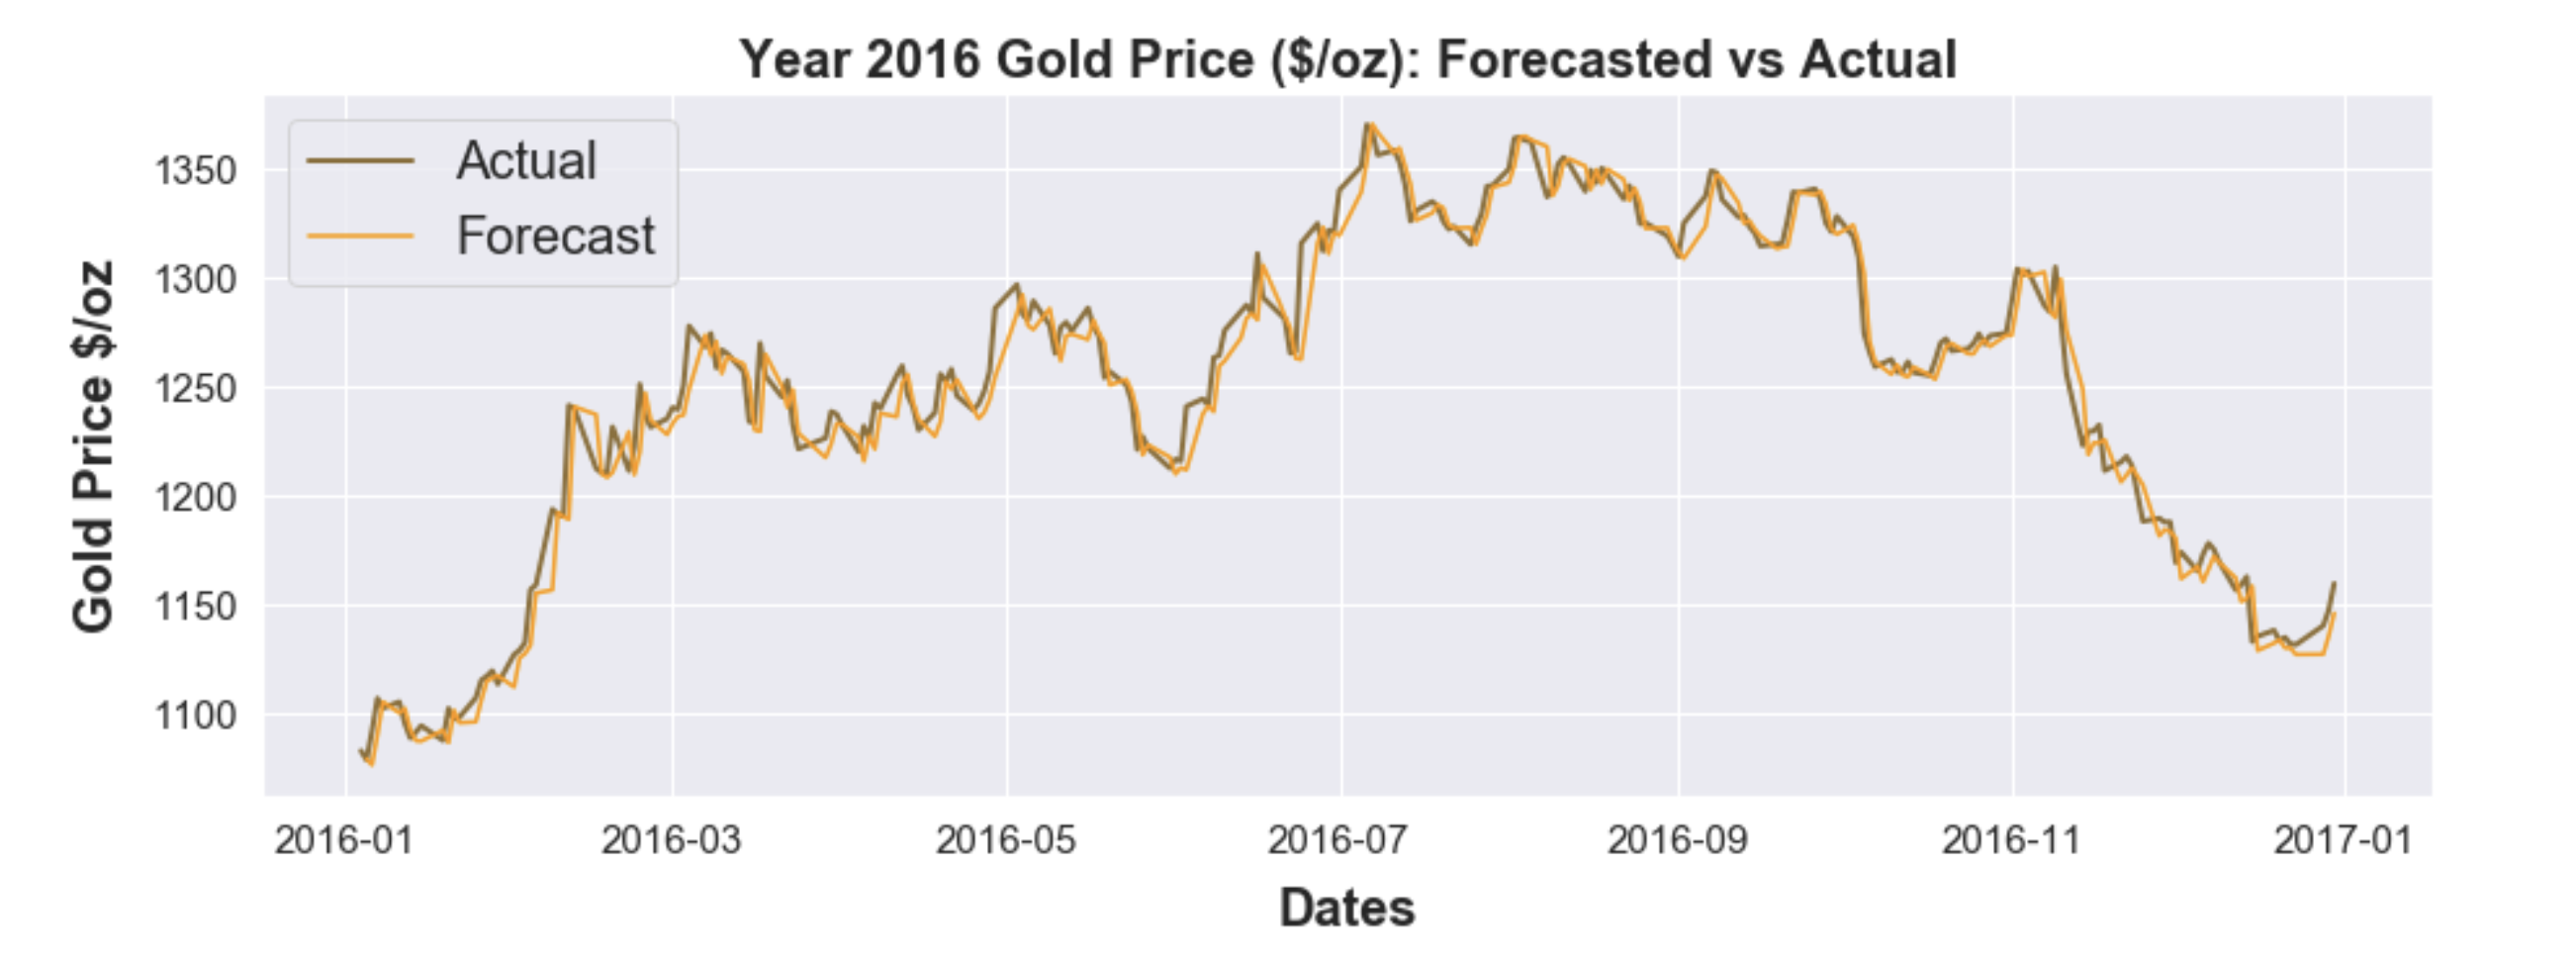 Year 2016 Gold Price ($/oz): Forecasted vs Actual
Actual
Forecast
Gold Price $/oz
1350
1300
1250
1200
1150
1100
2016-01 2016-03 2016-05 2016-07 2016-09 2016-11 2017-01
Dates